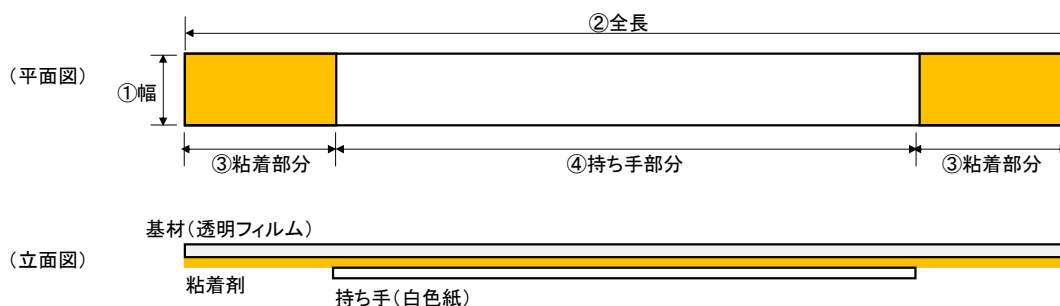 ②全長
(平面図)
①幅
③粘着部分
④持ち手部分
③粘着部分
基材(透明フィルム)
(立面図)
粘着剤
持ち手(白色紙)